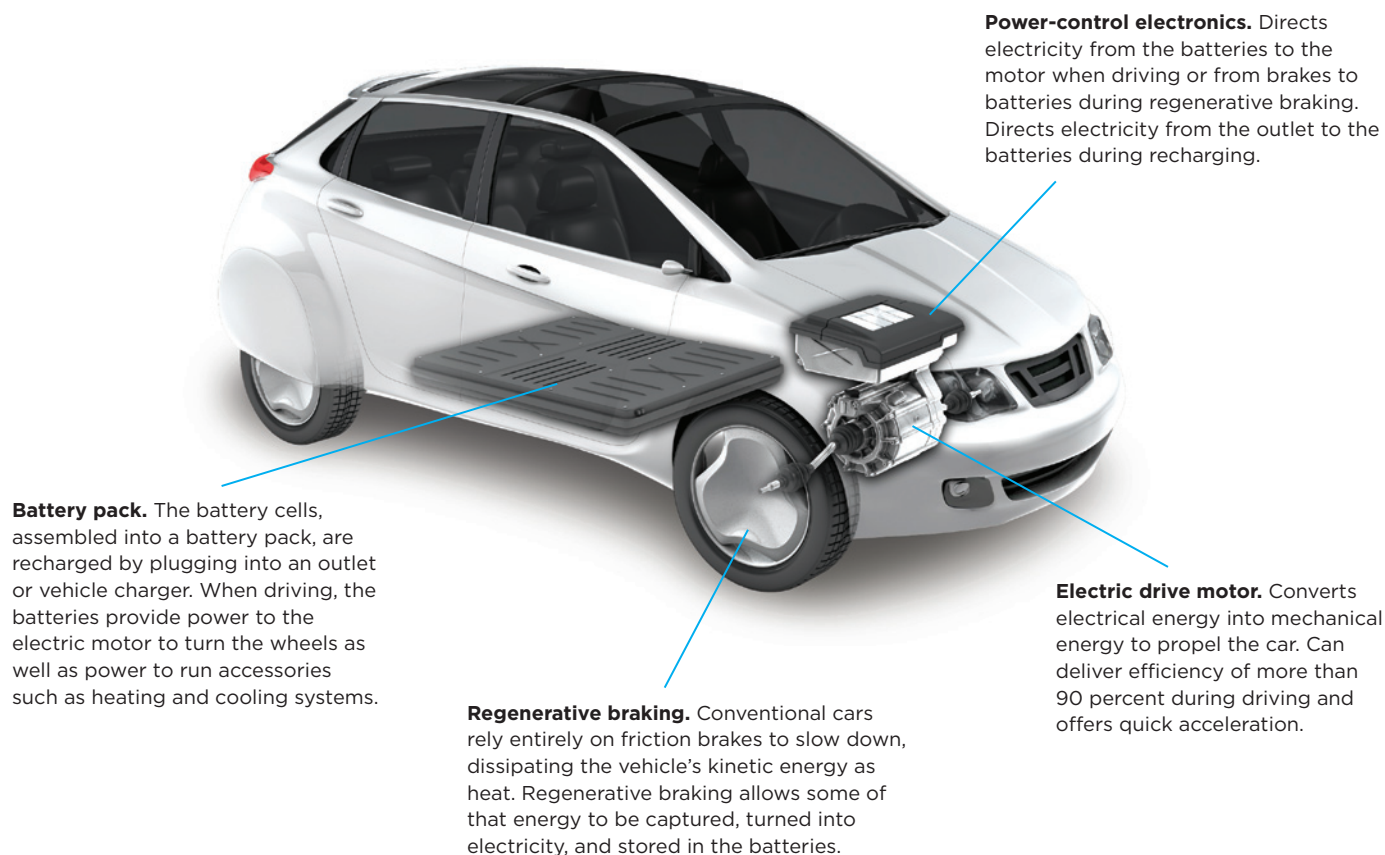 Power-control electronics. Directs
electricity from the batteries to the
motor when driving or from brakes to
batteries during regenerative braking.
Directs electricity from the outlet to the
batteries during recharging.
Battery pack. The battery cells,
assembled into a battery pack, are
recharged by plugging into an outlet
or vehicle charger. When driving, the
batteries provide power to the
electric motor to turn the wheels as
well as power to run accessories
such as heating and cooling systems.
Regenerative braking. Conventional cars
rely entirely on friction brakes to slow down,
dissipating the vehicle’s kinetic energy as
heat. Regenerative braking allows some of
that energy to be captured, turned into
electricity, and stored in the batteries.
Electric drive motor. Converts
electrical energy into mechanical
energy to propel the car. Can
deliver efficiency of more than
90 percent during driving and
offers quick acceleration.